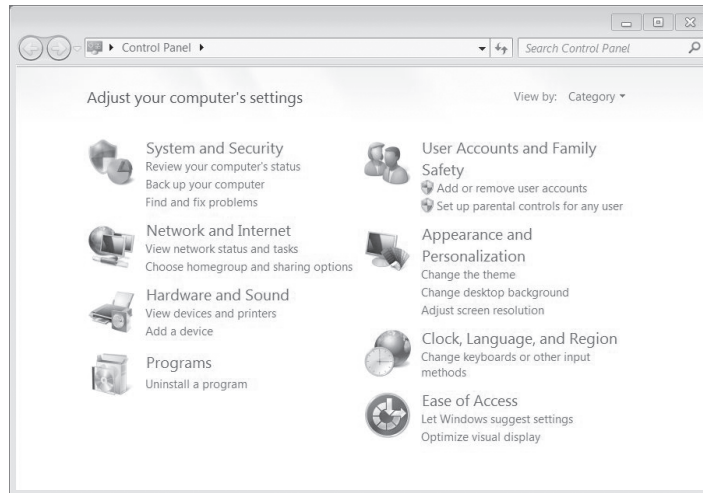 Control Panel
Search Control Panel
Adjust your computer's settings
View by: Category
System and Security
Review your computer's status
Back up your computer
Find and fix problems
Network and Internet
View network status and tasks
Choose homegroup and sharing options
Hardware and Sound
View devices and printers
Add a device
Programs
Uninstall a program
User Accounts and Family
Safety
Add or remove user accounts
Set up parental controls for any user
Appearance and
Personalization
Change the theme
Change desktop background
Adjust screen resolution
Clock, Language, and Region
Change keyboards or other input
methods
Ease of Access
Let Windows suggest settings
Optimize visual display